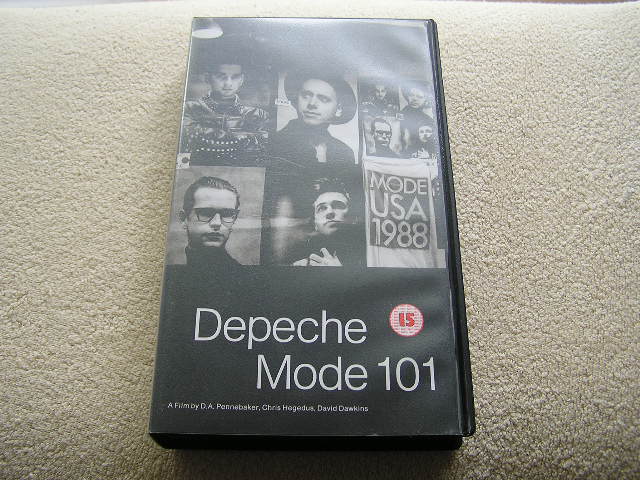 MODE
USA
1988
Depeche
15
Mode 101
A Film by D.A. Pennebaker, Chris Hegedus, David Dawkins